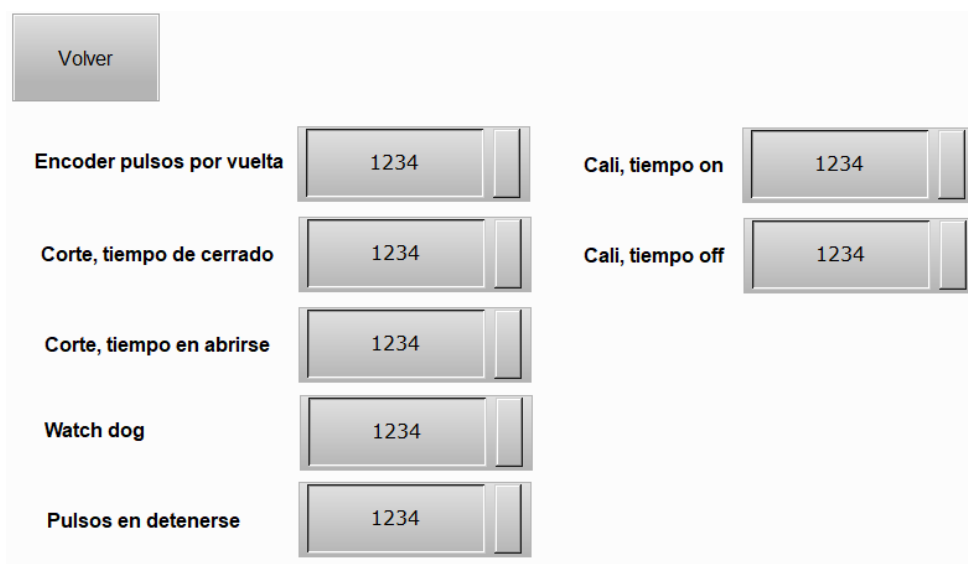 Volver
Encoder pulsos por vuelta 1234 Cali, tiempo on 1234
Corte, tiempo de cerrado 1234 Cali, tiempo off 1234
Corte, tiempo en abrirse 1234
Watch dog 1234
Pulsos en detenerse 1234